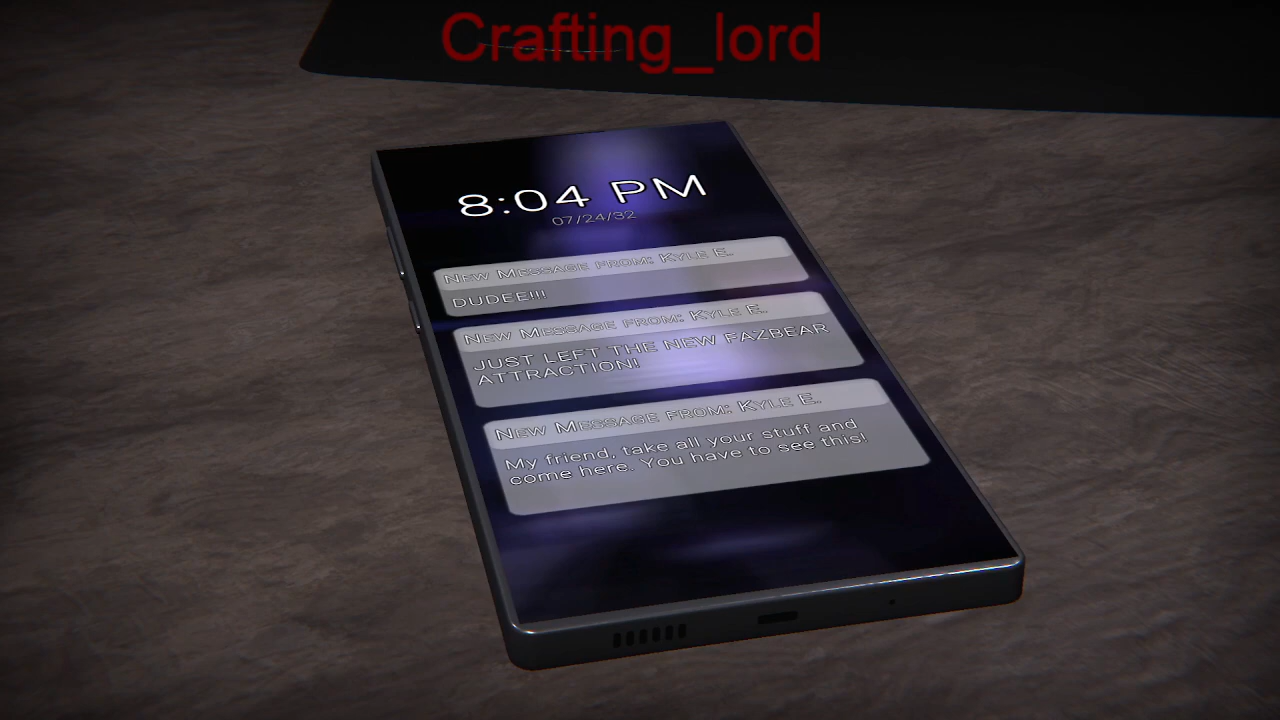 Crafting_lord
8:04 PM
07/24/32
New Message from: Kyle E.
DUDEE!!!
New Message from: Kyle E.
JUST LEFT THE NEW FAZBEAR
ATTRACTION!
New Message from: Kyle E.
My friend, take all your stuff and
come here. You have to see this!